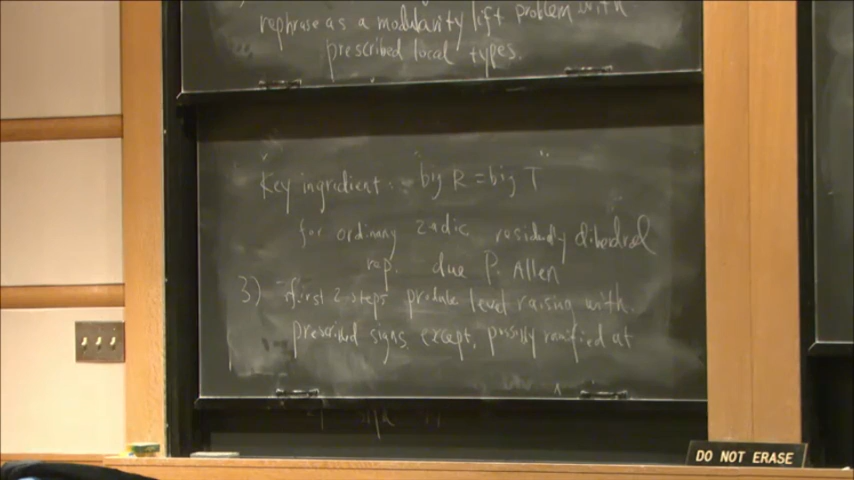 rephrase as a modularity lift problem with
prescribed local types.
Key ingredient: "big R = big T"
for ordinary 2adic residually dihedral
rep. due P. Allen
3) first 2 steps produce level raising with
prescribed signs, except, possibly ramified at
DO NOT ERASE